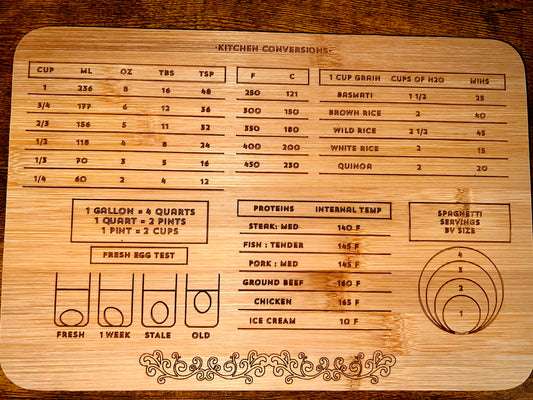 ·KITCHEN CONVERSIONS·
CUP ML OZ TBS TSP
1 236 8 16 48
3/4 177 6 12 36
2/3 156 5 11 32
1/2 118 4 8 24
1/3 70 3 5 16
1/4 60 2 4 12
F C
250 121
300 150
350 180
400 200
450 230
1 CUP GRAIN CUPS OF H2O MINS
BASMATI 1 1/2 25
BROWN RICE 2 40
WILD RICE 2 1/2 45
WHITE RICE 2 15
QUINOA 2 20
1 GALLON = 4 QUARTS
1 QUART = 2 PINTS
1 PINT = 2 CUPS
FRESH EGG TEST
FRESH 1 WEEK STALE OLD
PROTEINS INTERNAL TEMP
STEAK: MED 140 F
FISH : TENDER 145 F
PORK : MED 145 F
GROUND BEEF 160 F
CHICKEN 165 F
ICE CREAM 10 F
SPAGHETTI
SERVINGS
BY SIZE
4
3
2
1